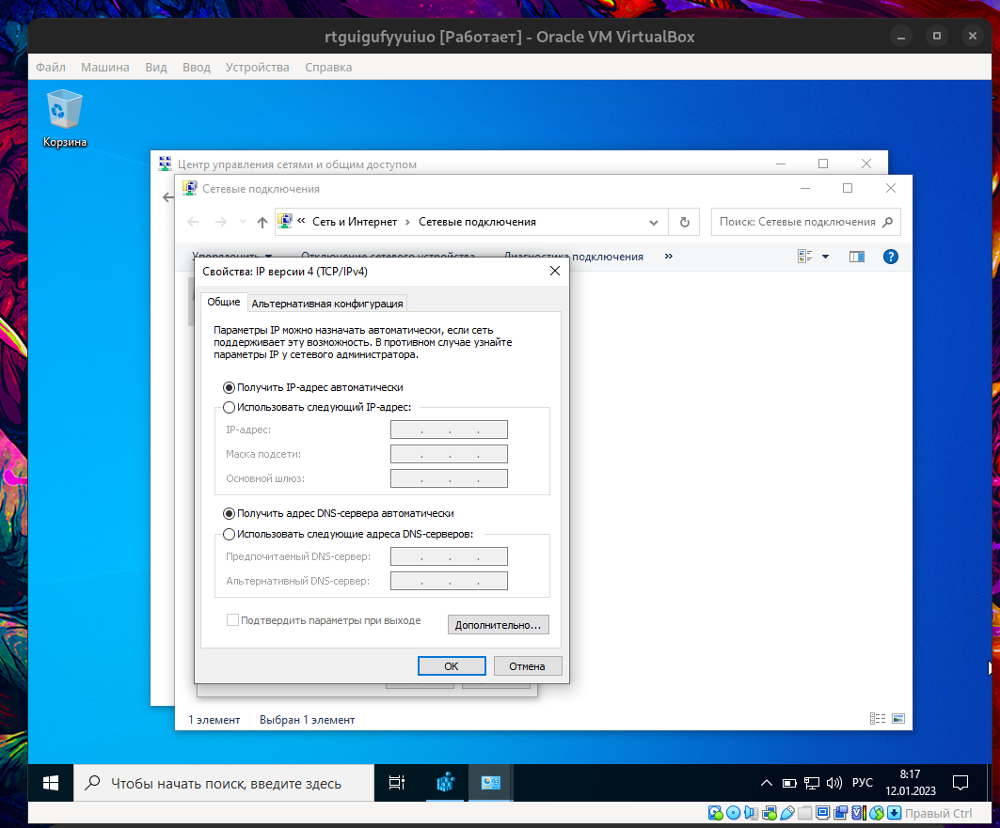 rtguigufyyuiuo [Работает] - Oracle VM VirtualBox
Файл Машина Вид Ввод Устройства Справка
Корзина
Центр управления сетями и общим доступом
Сетевые подключения
« Сеть и Интернет › Сетевые подключения
Поиск: Сетевые подключения
Упорядочить Отключение сетевого устройства Диагностика подключения »
Свойства: IP версии 4 (TCP/IPv4)
Общие Альтернативная конфигурация
Параметры IP можно назначать автоматически, если сеть
поддерживает эту возможность. В противном случае узнайте
параметры IP у сетевого администратора.
Получить IP-адрес автоматически
Использовать следующий IP-адрес:
IP-адрес: . . .
Маска подсети: . . .
Основной шлюз: . . .
Получить адрес DNS-сервера автоматически
Использовать следующие адреса DNS-серверов:
Предпочитаемый DNS-сервер: . . .
Альтернативный DNS-сервер: . . .
Подтвердить параметры при выходе
Дополнительно...
ОК Отмена
1 элемент Выбран 1 элемент
Чтобы начать поиск, введите здесь
РУС
8:17
12.01.2023
Правый Ctrl